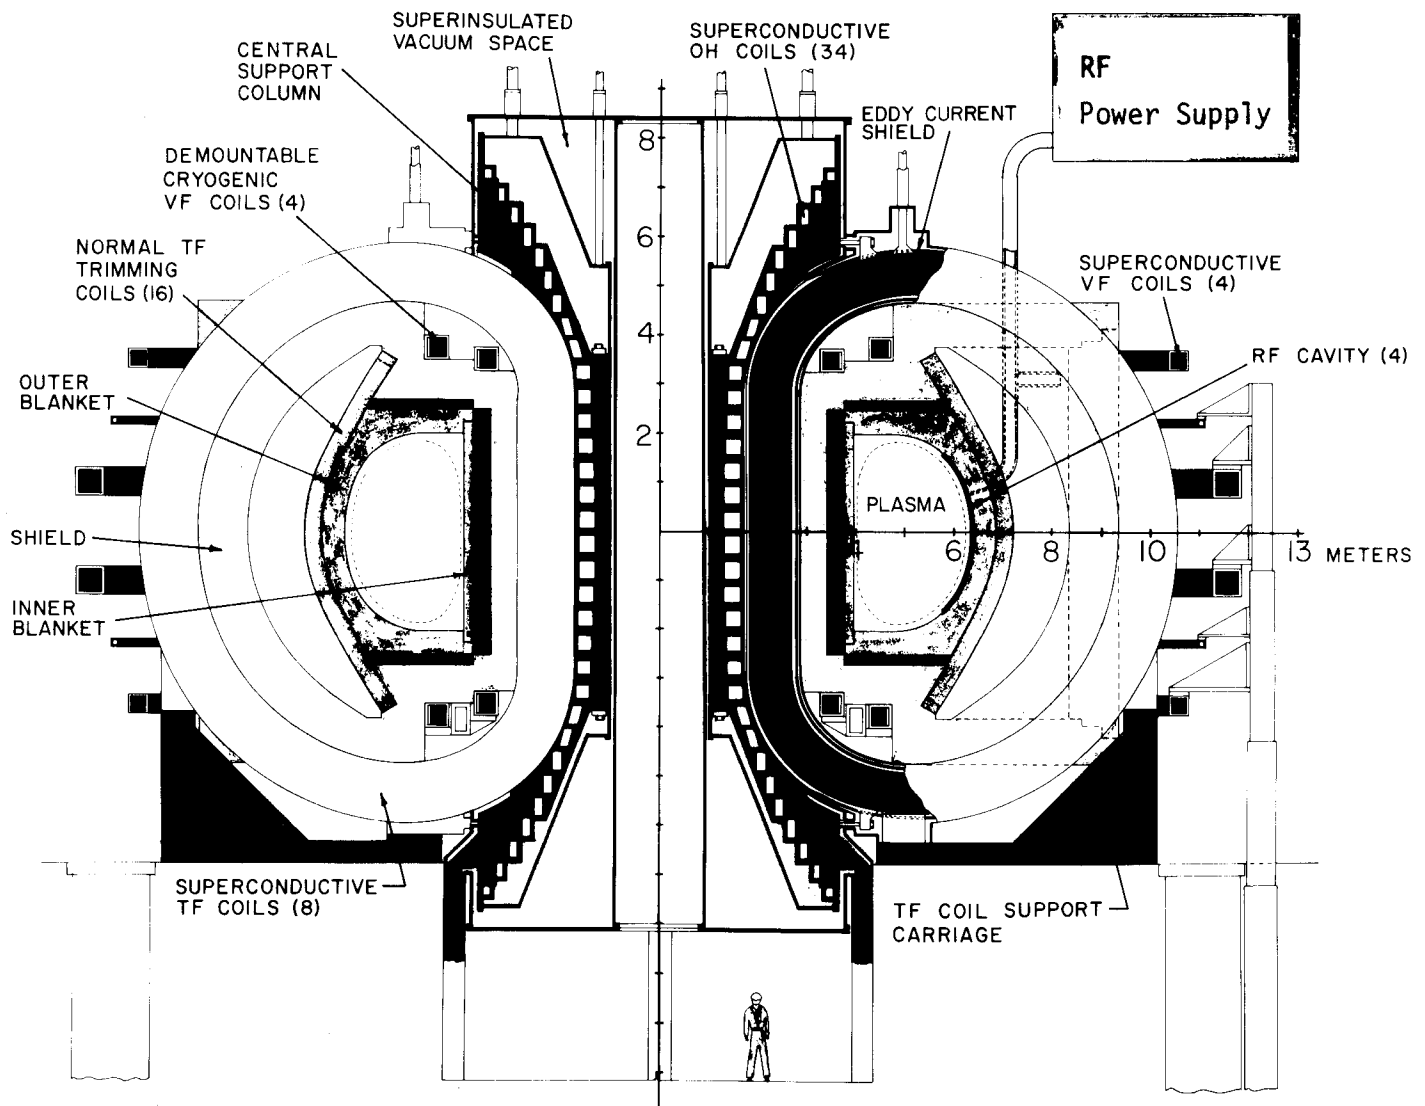 SUPERINSULATED
VACUUM SPACE
SUPERCONDUCTIVE
OH COILS (34)
RF
Power Supply
CENTRAL
SUPPORT
COLUMN
EDDY CURRENT
SHIELD
DEMOUNTABLE
CRYOGENIC
VF COILS (4)
NORMAL TF
TRIMMING
COILS (16)
SUPERCONDUCTIVE
VF COILS (4)
OUTER
BLANKET
RF CAVITY (4)
SHIELD
INNER
BLANKET
8
6
4
2
PLASMA
4
6
8
10
13
METERS
SUPERCONDUCTIVE
TF COILS (8)
TF COIL SUPPORT
CARRIAGE